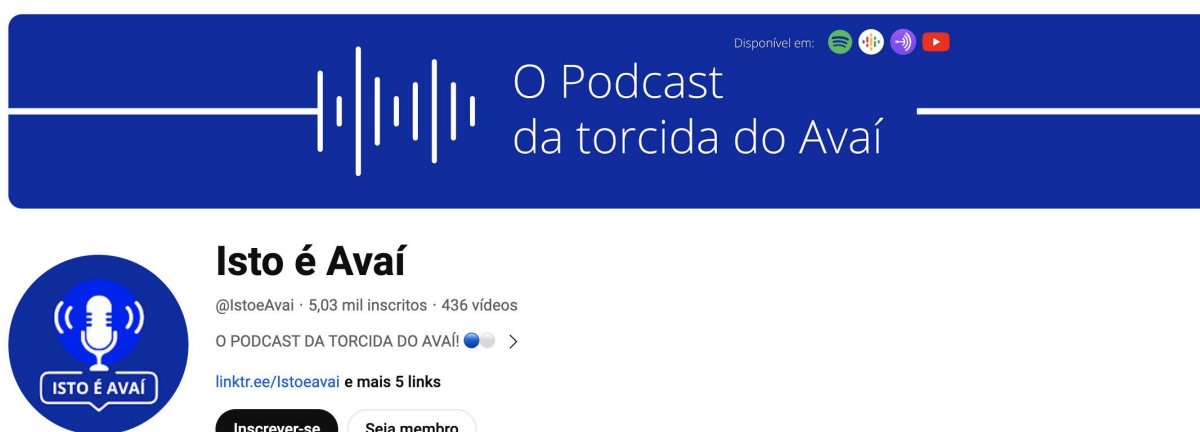 Disponível em:
O Podcast
da torcida do Avaí
Isto é Avaí
@IstoeAvai · 5,03 mil inscritos · 436 vídeos
O PODCAST DA TORCIDA DO AVAÍ! 🔵⚪ >
ISTO É AVAÍ
linktr.ee/Istoeavai e mais 5 links
Inscrever-se Seja membro